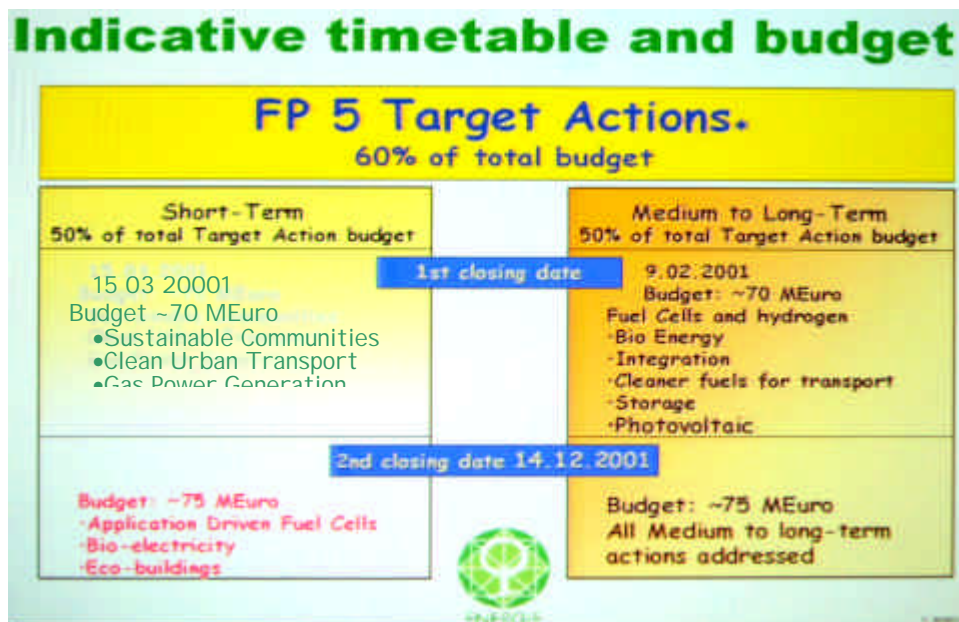 Indicative timetable and budget
FP 5 Target Actions.
60% of total budget
Short-Term
50% of total Target Action budget
Medium to Long-Term
50% of total Target Action budget
1st closing date
15 03 20001
Budget ~70 MEuro
•Sustainable Communities
•Clean Urban Transport
•Gas Power Generation
9.02.2001
Budget: ~70 MEuro
Fuel Cells and hydrogen
·Bio Energy
·Integration
·Cleaner fuels for transport
·Storage
·Photovoltaic
2nd closing date 14.12.2001
Budget: ~75 MEuro
·Application Driven Fuel Cells
·Bio-electricity
·Eco-buildings
Budget: ~75 MEuro
All Medium to long-term
actions addressed